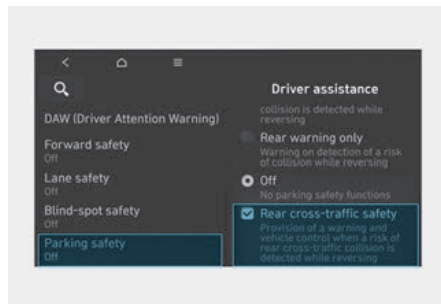 Driver assistance
DAW (Driver Attention Warning)
Forward safety
Off
Lane safety
Off
Blind-spot safety
Off
Parking safety
Off
collision is detected while
reversing
Rear warning only
Warning on detection of a risk
of collision while reversing
Off
No parking safety functions
Rear cross-traffic safety
Provision of a warning and
vehicle control when a risk of
rear cross-traffic collision is
detected while reversing